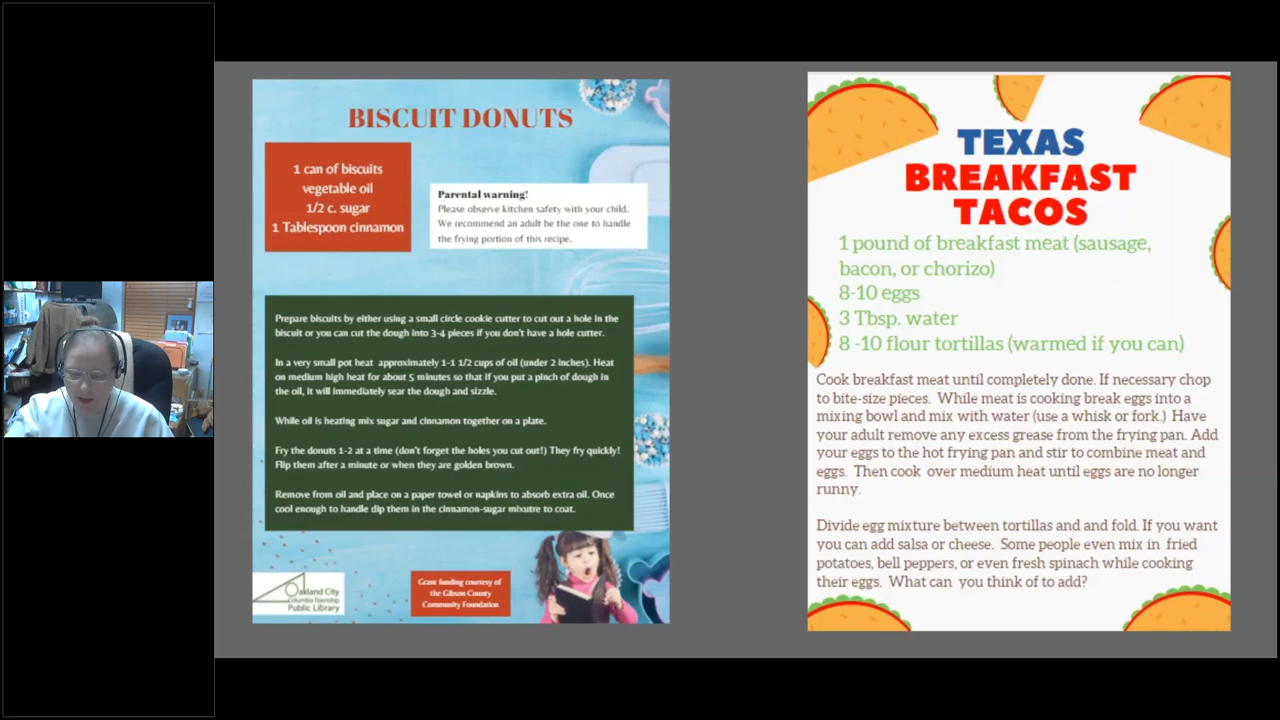 BISCUIT DONUTS
1 can of biscuits
vegetable oil
1/2 c. sugar
1 Tablespoon cinnamon
Parental warning!
Please observe kitchen safety with your child.
We recommend an adult be the one to handle
the frying portion of this recipe.
Prepare biscuits by either using a small circle cookie cutter to cut out a hole in the
biscuit or you can cut the dough into 3-4 pieces if you don't have a hole cutter.
In a very small pot heat approximately 1-1 1/2 cups of oil (under 2 inches). Heat
on medium high heat for about 5 minutes so that if you put a pinch of dough in
the oil, it will immediately sear the dough and sizzle.
While oil is heating mix sugar and cinnamon together on a plate.
Fry the donuts 1-2 at a time (don't forget the holes you cut out!) They fry quickly!
Flip them after a minute or when they are golden brown.
Remove from oil and place on a paper towel or napkins to absorb extra oil. Once
cool enough to handle dip them in the cinnamon-sugar mixutre to coat.
Oakland City
Columbia Township
Public Library
Grant funding courtesy of
the Gibson County
Community Foundation
TEXAS
BREAKFAST
TACOS
1 pound of breakfast meat (sausage,
bacon, or chorizo)
8-10 eggs
3 Tbsp. water
8 -10 flour tortillas (warmed if you can)
Cook breakfast meat until completely done. If necessary chop
to bite-size pieces. While meat is cooking break eggs into a
mixing bowl and mix with water (use a whisk or fork.) Have
your adult remove any excess grease from the frying pan. Add
your eggs to the hot frying pan and stir to combine meat and
eggs. Then cook over medium heat until eggs are no longer
runny.
Divide egg mixture between tortillas and and fold. If you want
you can add salsa or cheese. Some people even mix in fried
potatoes, bell peppers, or even fresh spinach while cooking
their eggs. What can you think of to add?